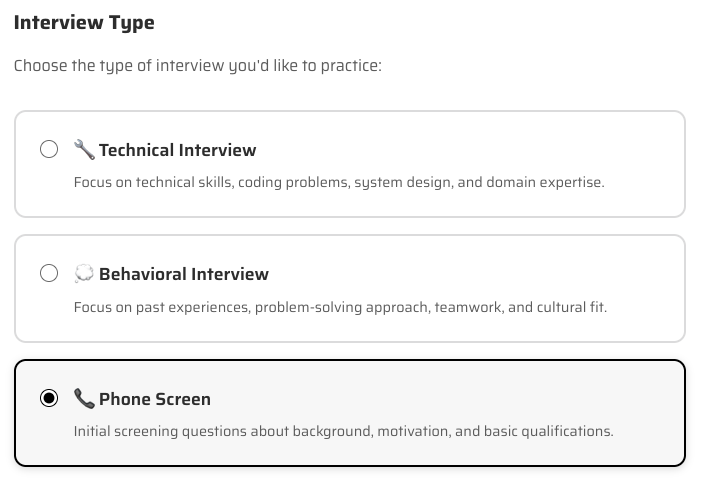 Interview Type
Choose the type of interview you'd like to practice:
🔧 Technical Interview
Focus on technical skills, coding problems, system design, and domain expertise.
💭 Behavioral Interview
Focus on past experiences, problem-solving approach, teamwork, and cultural fit.
📞 Phone Screen
Initial screening questions about background, motivation, and basic qualifications.